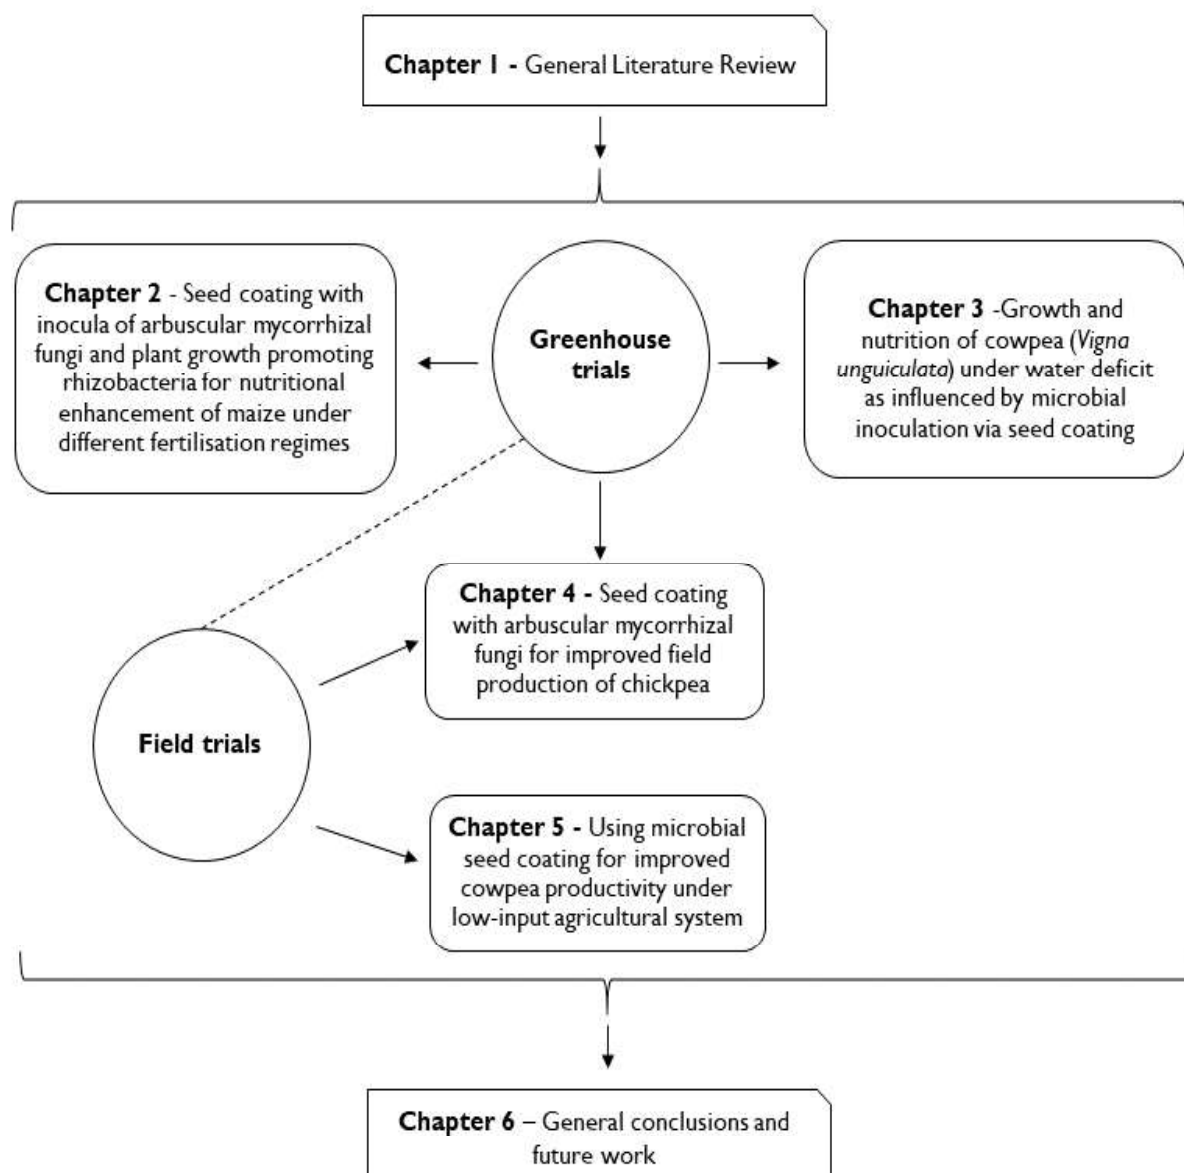 Chapter 1 - General Literature Review
Chapter 2 - Seed coating with
inocula of arbuscular mycorrhizal
fungi and plant growth promoting
rhizobacteria for nutritional
enhancement of maize under
different fertilisation regimes
Greenhouse
trials
Chapter 3 -Growth and
nutrition of cowpea (Vigna
unguiculata) under water deficit
as influenced by microbial
inoculation via seed coating
Chapter 4 - Seed coating
with arbuscular mycorrhizal
fungi for improved field
production of chickpea
Field trials
Chapter 5 - Using microbial
seed coating for improved
cowpea productivity under
low-input agricultural system
Chapter 6 – General conclusions and
future work